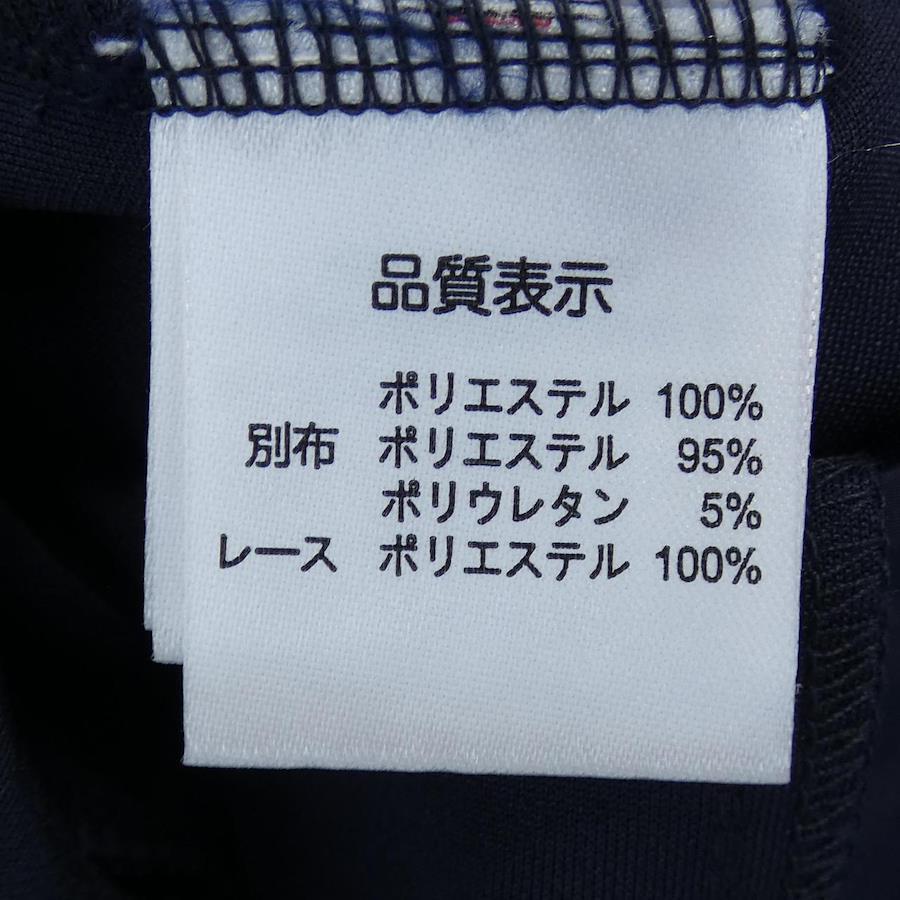 品質表示
ポリエステル 100%
別布 ポリエステル 95%
ポリウレタン 5%
レース ポリエステル 100%